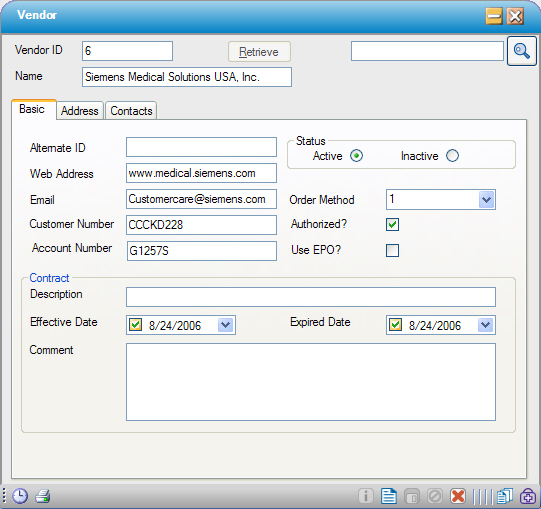 Vendor
Vendor ID 6 Retrieve
Name Siemens Medical Solutions USA, Inc.
Basic Address Contacts
Alternate ID
Status
Active Inactive
Web Address www.medical.siemens.com
Email Customercare@siemens.com Order Method 1
Customer Number CCCKD228 Authorized?
Account Number G1257S Use EPO?
Contract
Description
Effective Date 8/24/2006 Expired Date 8/24/2006
Comment